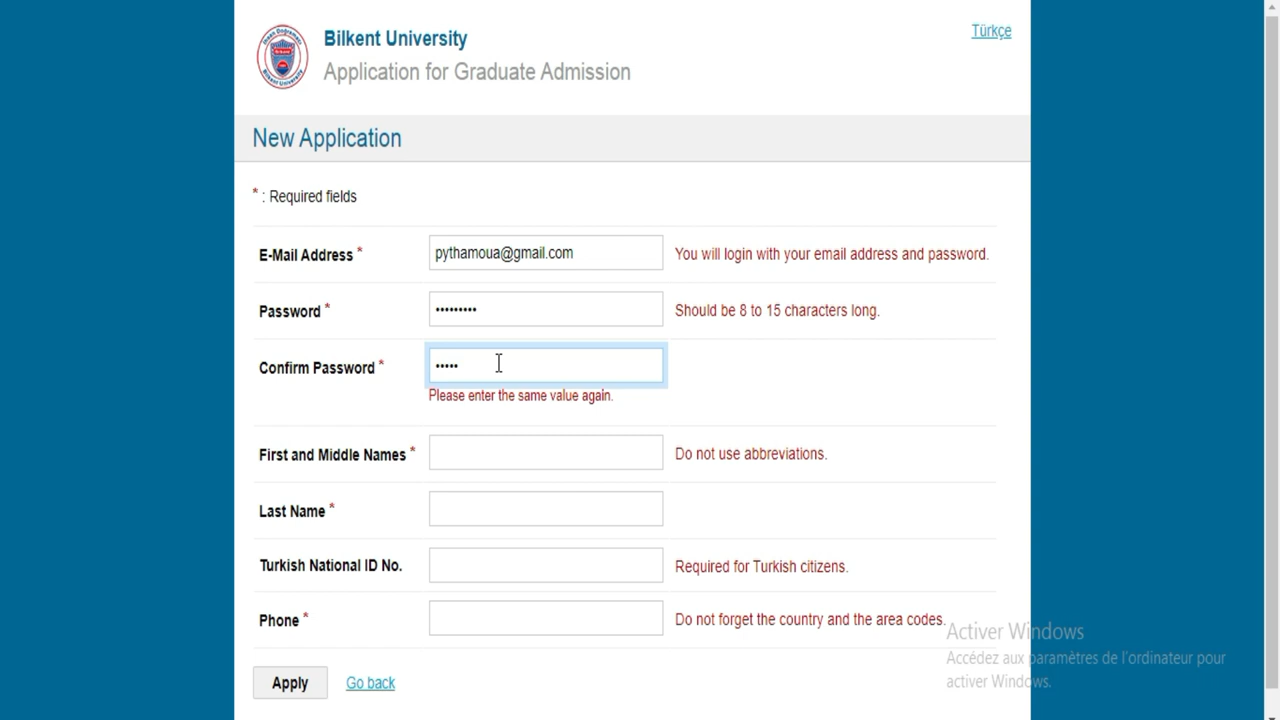 Türkçe
Bilkent University
Application for Graduate Admission
New Application
* : Required fields
E-Mail Address * pythamoua@gmail.com You will login with your email address and password.
Password * ••••••••• Should be 8 to 15 characters long.
Confirm Password * •••••
Please enter the same value again.
First and Middle Names * Do not use abbreviations.
Last Name *
Turkish National ID No. Required for Turkish citizens.
Phone * Do not forget the country and the area codes.
Activer Windows
Accédez aux paramètres de l'ordinateur pour
activer Windows.
Apply Go back